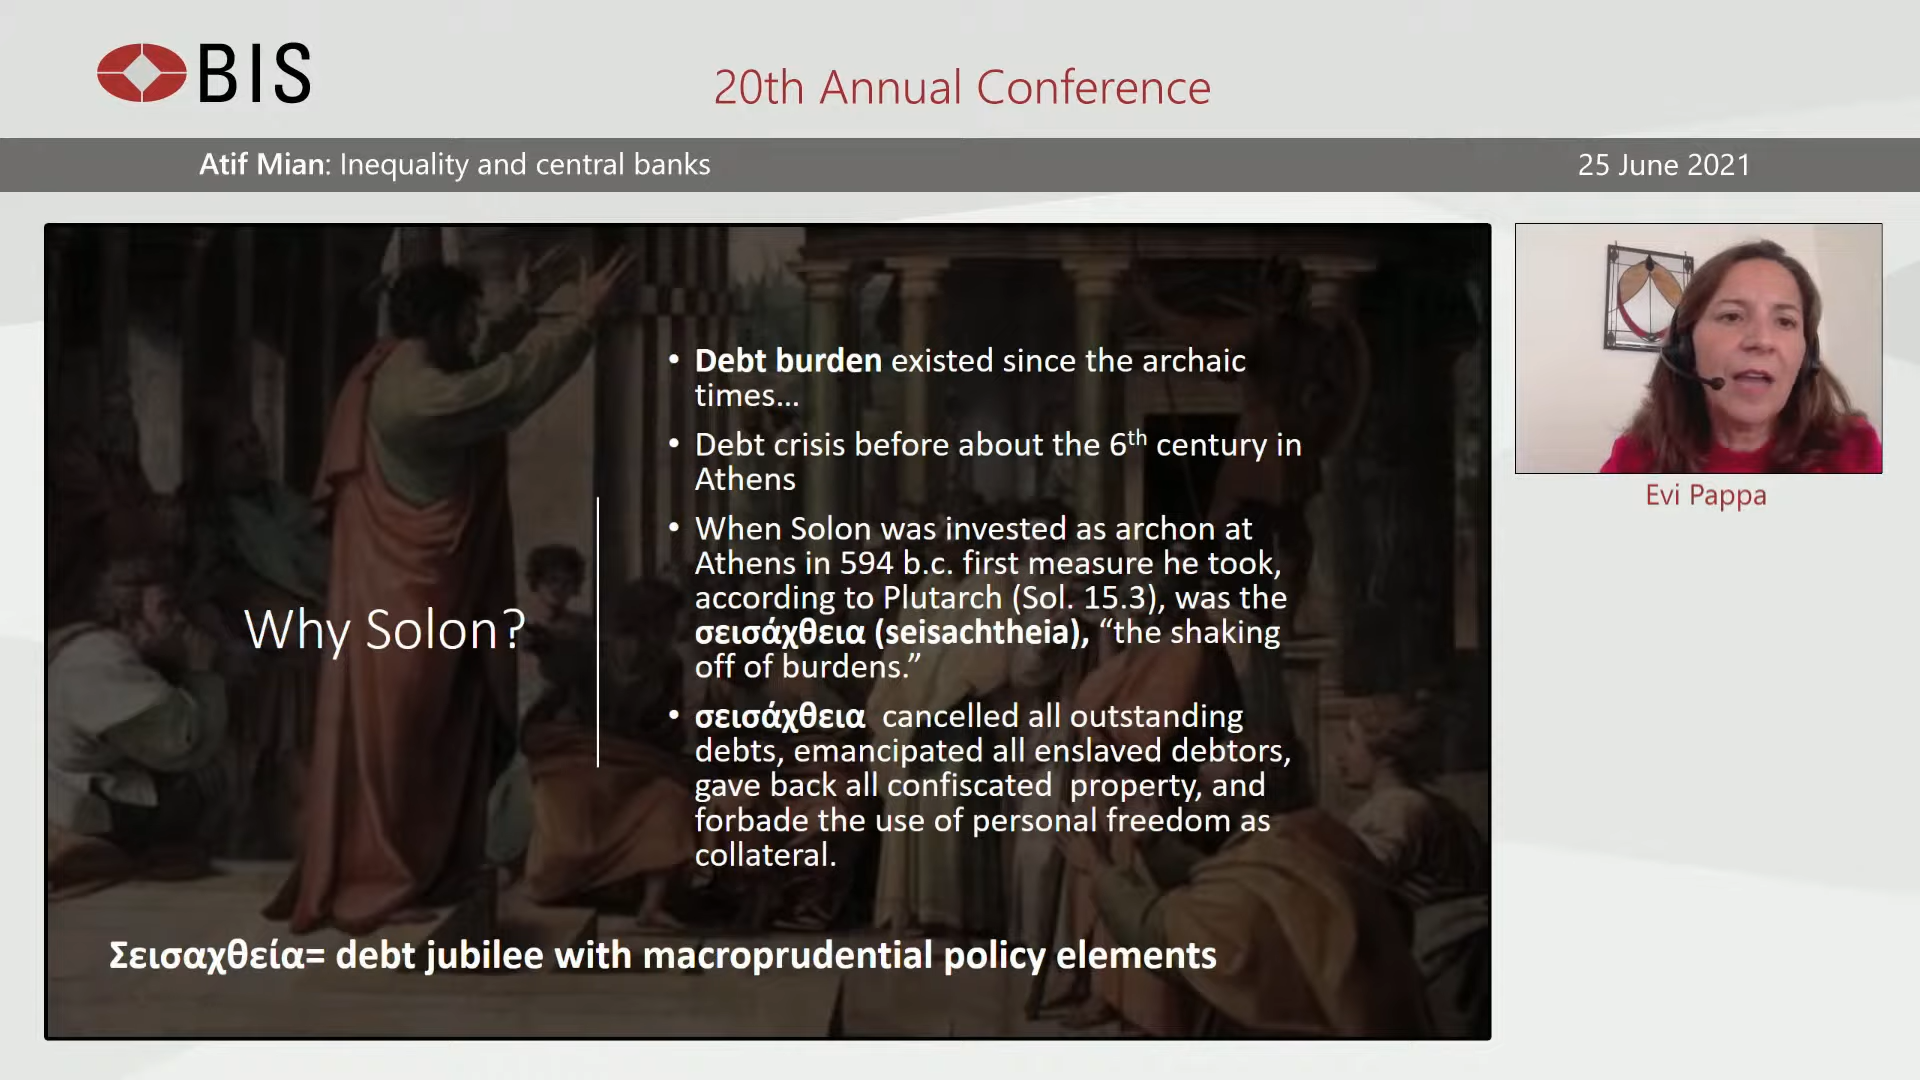 BIS
20th Annual Conference
Atif Mian: Inequality and central banks
25 June 2021
Why Solon?
• Debt burden existed since the archaic
times...
• Debt crisis before about the 6th century in
Athens
• When Solon was invested as archon at
Athens in 594 b.c. first measure he took,
according to Plutarch (Sol. 15.3), was the
σεισάχθεια (seisachtheia), “the shaking
off of burdens.”
• σεισάχθεια cancelled all outstanding
debts, emancipated all enslaved debtors,
gave back all confiscated property, and
forbade the use of personal freedom as
collateral.
Σεισαχθεία= debt jubilee with macroprudential policy elements
Evi Pappa